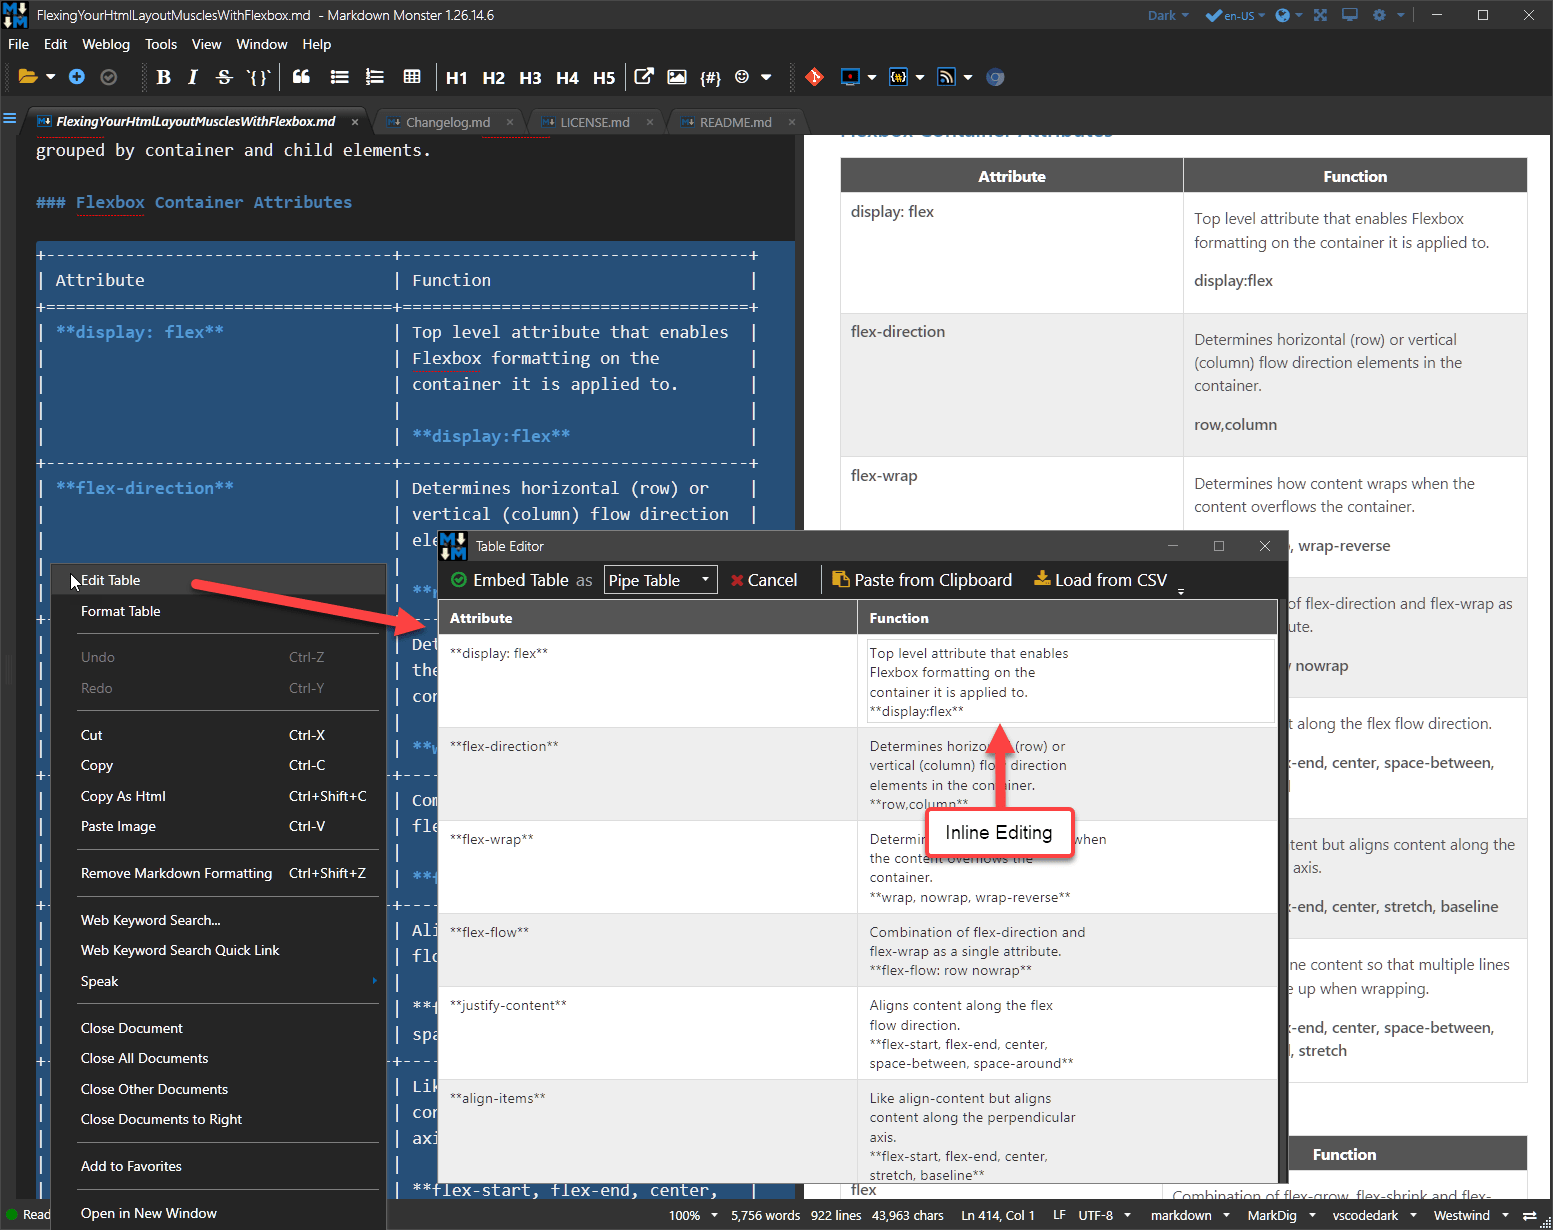 FlexingYourHtmlLayoutMusclesWithFlexbox.md - Markdown Monster 1.26.14.6
Dark
en-US
File Edit Weblog Tools View Window Help
B I S `{}` H1 H2 H3 H4 H5 {#}
FlexingYourHtmlLayoutMusclesWithFlexbox.md ×
Changelog.md ×
LICENSE.md ×
README.md ×
grouped by container and child elements.
### Flexbox Container Attributes
+-----------------------------------+-----------------------------------+
| Attribute | Function |
+===================================+===================================+
| **display: flex** | Top level attribute that enables |
| | Flexbox formatting on the |
| | container it is applied to. |
| | |
| | **display:flex** |
+-----------------------------------+-----------------------------------+
| **flex-direction** | Determines horizontal (row) or |
| | vertical (column) flow direction |
| **flex-start, flex-end, center,
Edit Table
Format Table
Undo Ctrl-Z
Redo Ctrl-Y
Cut Ctrl-X
Copy Ctrl-C
Copy As Html Ctrl+Shift+C
Paste Image Ctrl-V
Remove Markdown Formatting Ctrl+Shift+Z
Web Keyword Search...
Web Keyword Search Quick Link
Speak
Close Document
Close All Documents
Close Other Documents
Close Documents to Right
Add to Favorites
Open in New Window
Table Editor
Embed Table as Pipe Table Cancel Paste from Clipboard Load from CSV
Attribute Function
**display: flex**
Top level attribute that enables
Flexbox formatting on the
container it is applied to.
**display:flex**
**flex-direction**
Determines (row) or
vertical (column) direction
elements in the
**row,column**
Inline Editing
**flex-wrap**
when
the content overflows the
container.
**wrap, nowrap, wrap-reverse**
**flex-flow**
Combination of flex-direction and
flex-wrap as a single attribute.
**flex-flow: row nowrap**
**justify-content**
Aligns content along the flex
flow direction.
**flex-start, flex-end, center,
space-between, space-around**
**align-items**
Like align-content but aligns
content along the perpendicular
axis.
**flex-start, flex-end, center,
stretch, baseline**
Flexbox Container Attributes
Attribute Function
display: flex
Top level attribute that enables Flexbox
formatting on the container it is applied to.
display:flex
flex-direction
Determines horizontal (row) or vertical
(column) flow direction elements in the
container.
row,column
flex-wrap
Determines how content wraps when the
content overflows the container.
, wrap-reverse
of flex-direction and flex-wrap as
nowrap
along the flex flow direction.
-end, center, space-between,
but aligns content along the
axis.
-end, center, stretch, baseline
content so that multiple lines
up when wrapping.
-end, center, space-between,
, stretch
Function
flex
Combination of flex-grow, flex-shrink and flex-
100% 5,756 words 922 lines 43,963 chars Ln 414, Col 1 LF UTF-8 markdown MarkDig vscodedark Westwind